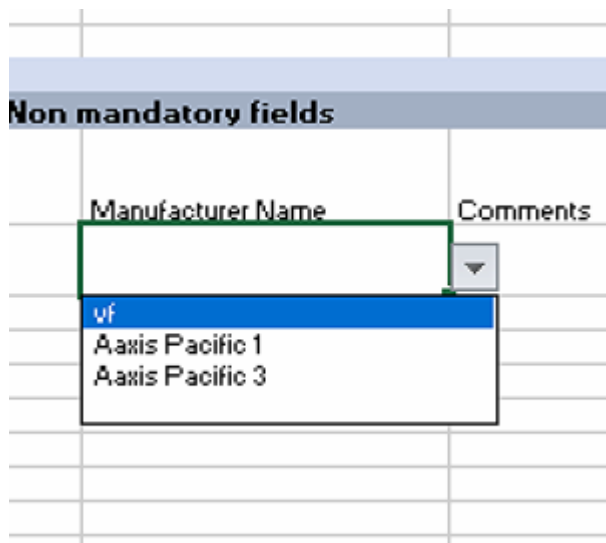 Non mandatory fields
Manufacturer Name
Comments
vf
Aaxis Pacific 1
Aaxis Pacific 3